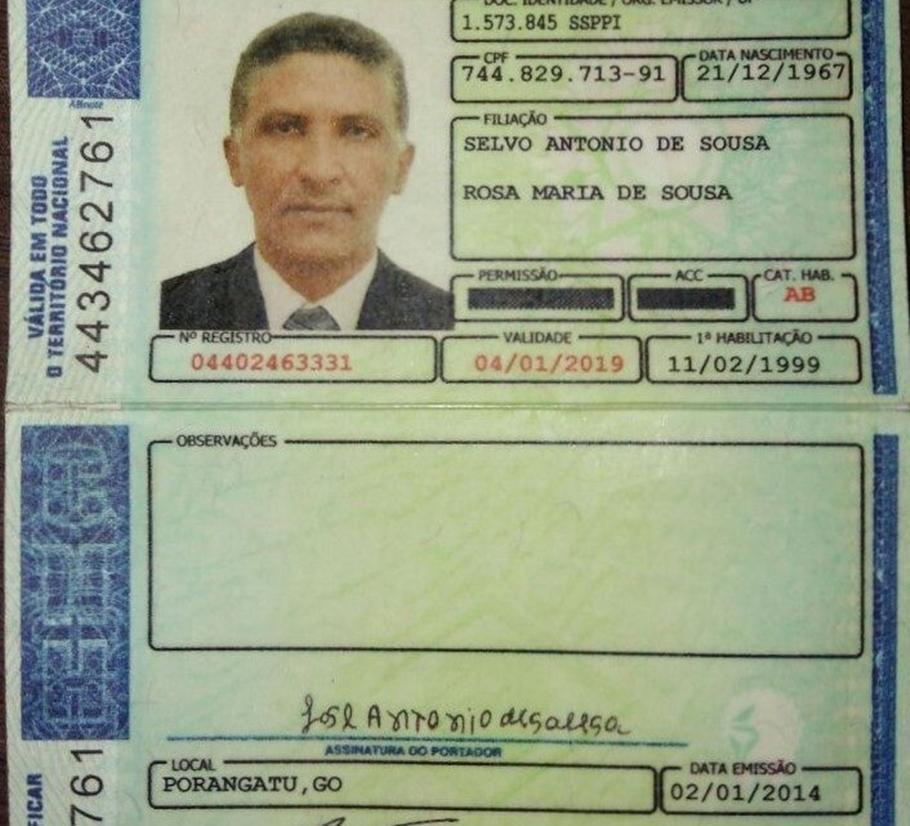 DOC. IDENTIDADE / ORG. EMISSOR / UF
1.573.845 SSPPI
CPF
744.829.713-91
DATA NASCIMENTO
21/12/1967
FILIAÇÃO
SELVO ANTONIO DE SOUSA
ROSA MARIA DE SOUSA
PERMISSÃO
ACC
CAT. HAB.
AB
Nº REGISTRO
04402463331
VALIDADE
04/01/2019
1ª HABILITAÇÃO
11/02/1999
VÁLIDA EM TODO
O TERRITÓRIO NACIONAL
443462761
OBSERVAÇÕES
José Antonio de Sousa
ASSINATURA DO PORTADOR
LOCAL
PORANGATU,GO
DATA EMISSÃO
02/01/2014
FICAR
761